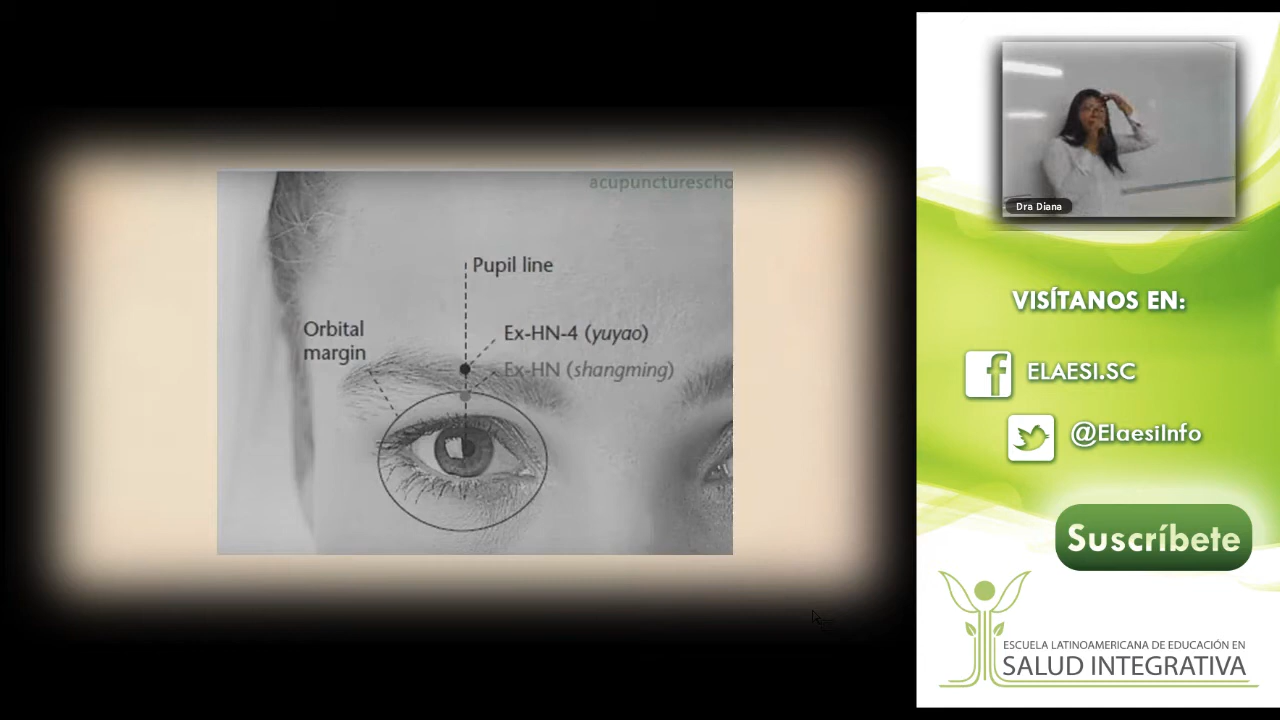 acupuncturescho
Pupil line
Orbital
margin
Ex-HN-4 (yuyao)
Ex-HN (shangming)
Dra Diana
VISÍTANOS EN:
ELAESI.SC
@ElaesiInfo
Suscríbete
ESCUELA LATINOAMERICANA DE EDUCACIÓN EN
SALUD INTEGRATIVA